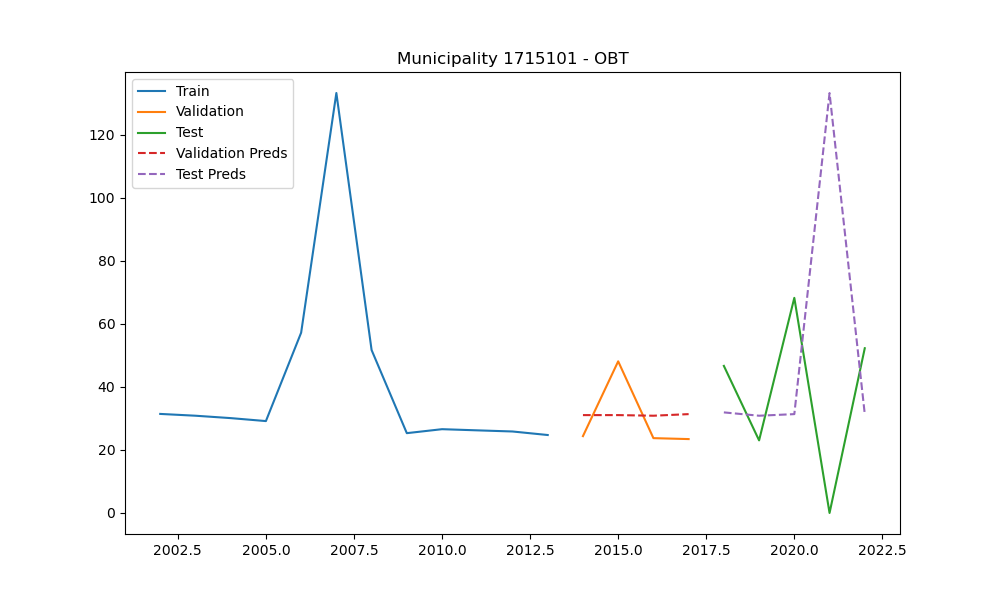 Municipality 1715101 - OBT
Train
Validation
Test
Validation Preds
Test Preds
120
100
80
60
40
20
0
2002.5 2005.0 2007.5 2010.0 2012.5 2015.0 2017.5 2020.0 2022.5